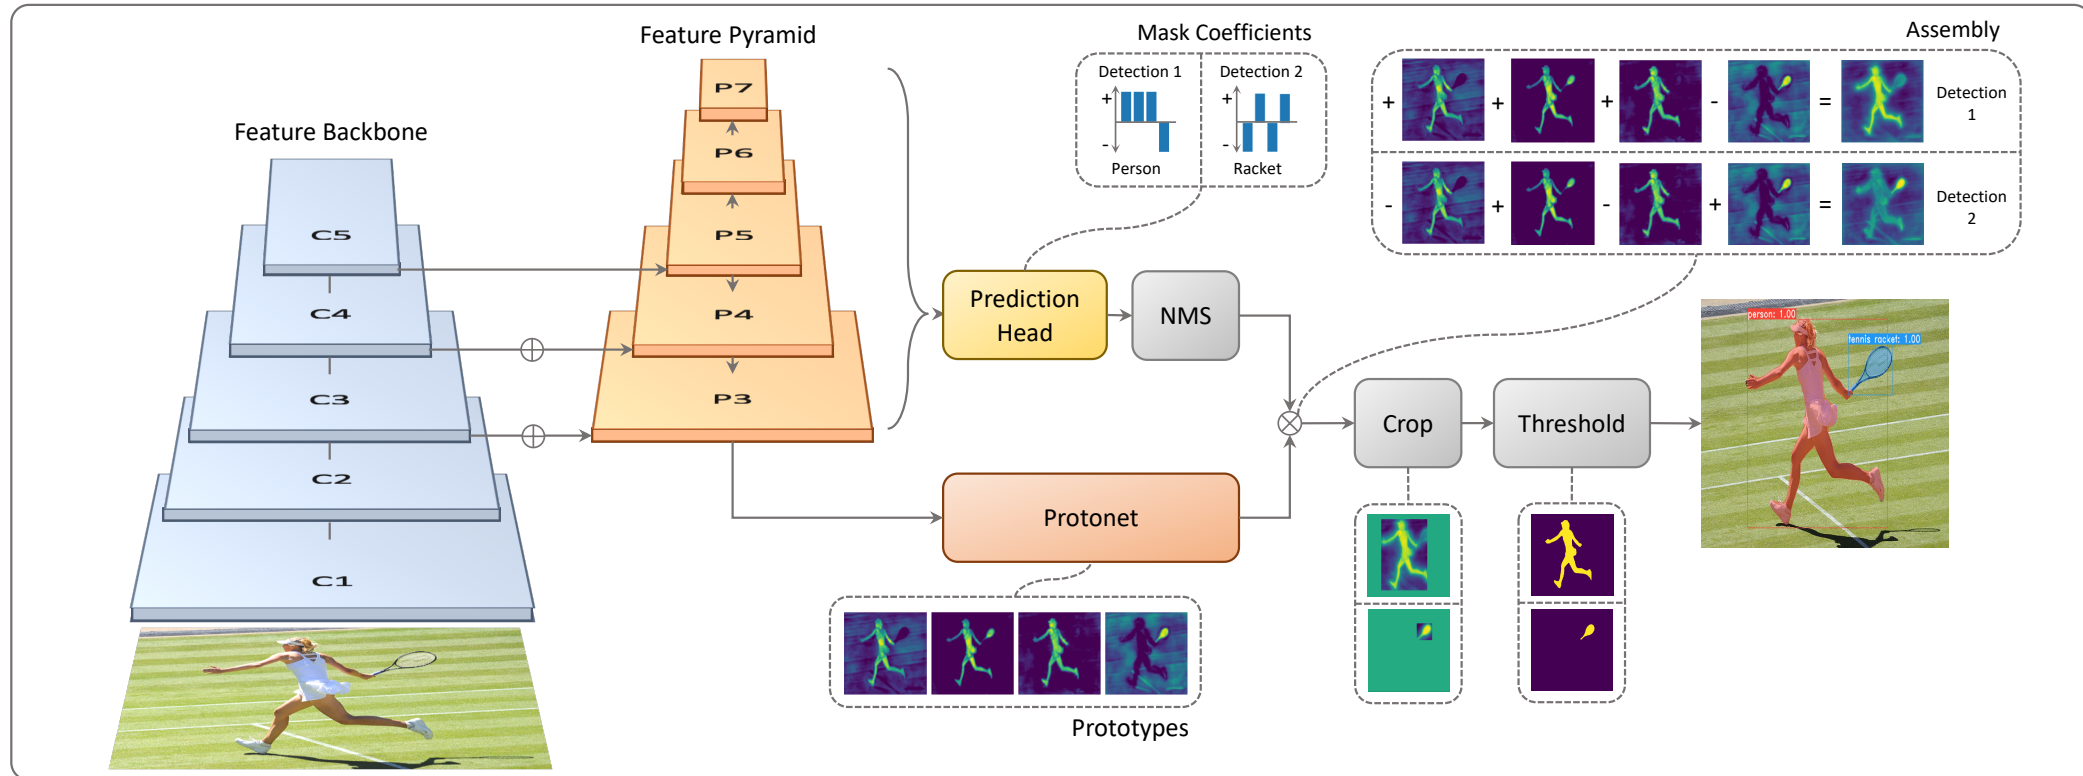 Feature Backbone
C5
C4
C3
C2
C1
Feature Pyramid
P7
P6
P5
P4
P3
Mask Coefficients
Detection 1
+
-
Person
Detection 2
+
-
Racket
Prediction
Head
NMS
Protonet
Prototypes
Assembly
+ + + - = Detection
1
- + - + = Detection
2
Crop
Threshold
person: 1.00
tennis racket: 1.00